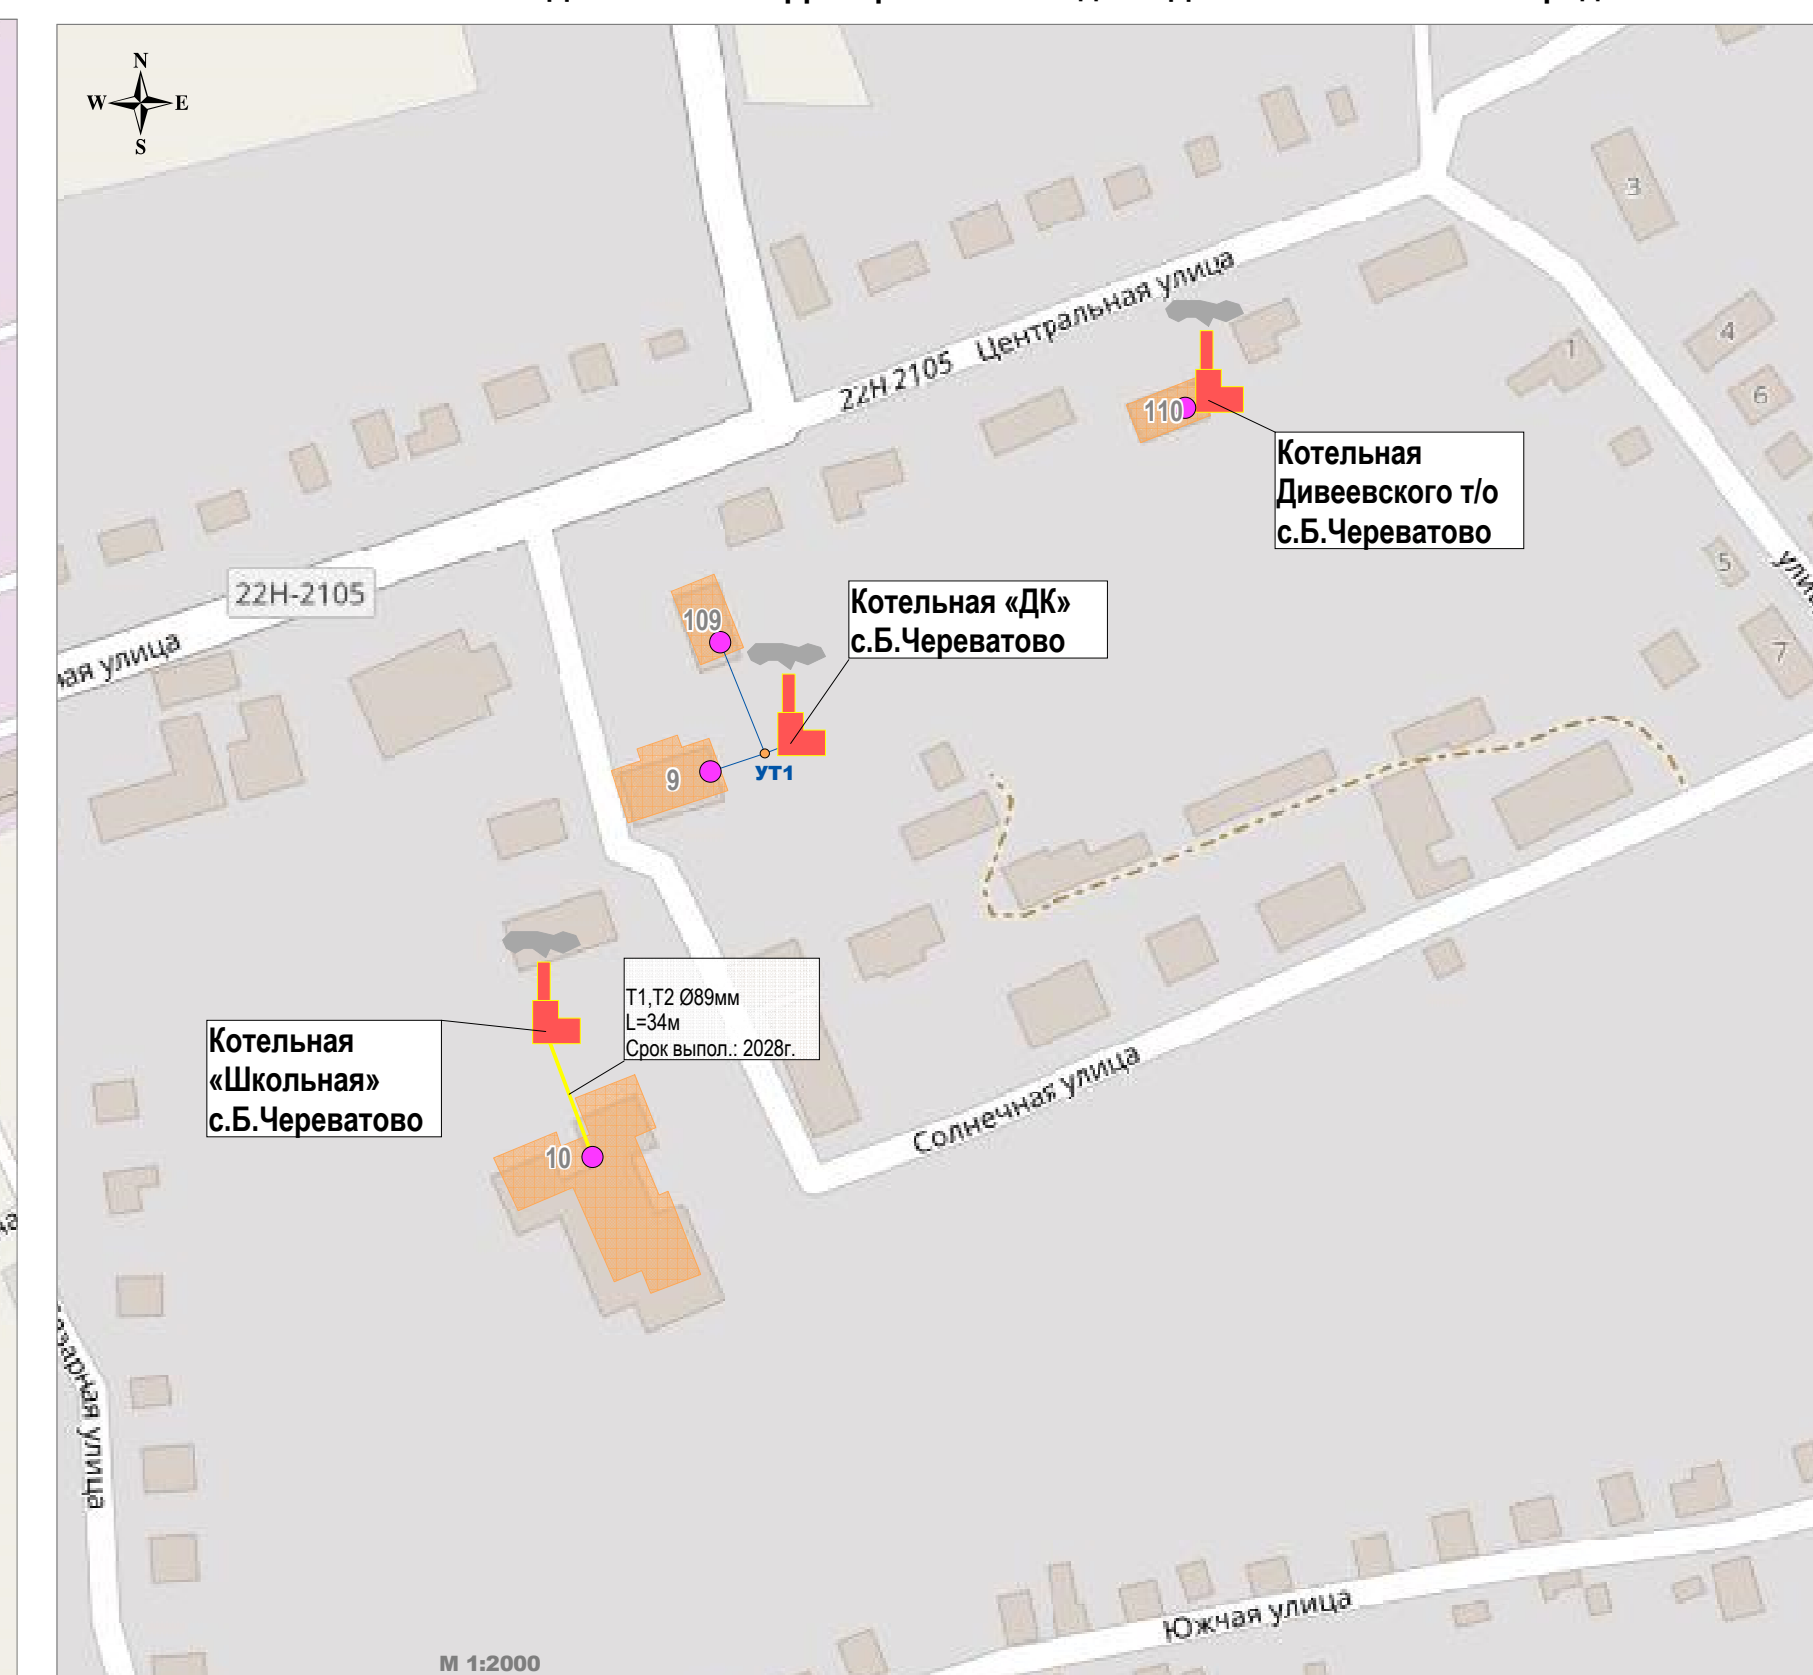 N
W E
S
3
Центральная улица
22Н 2105
1
4
6
110
Котельная
Дивеевского т/о
с.Б.Череватово
5
22Н-2105
109
Котельная «ДК»
с.Б.Череватово
ная улица
7
9
УТ1
Т1,Т2 Ø89мм
L=34м
Срок выпол.: 2028г.
Котельная
«Школьная»
с.Б.Череватово
Солнечная улица
10
улица
Южная улица
М 1:2000